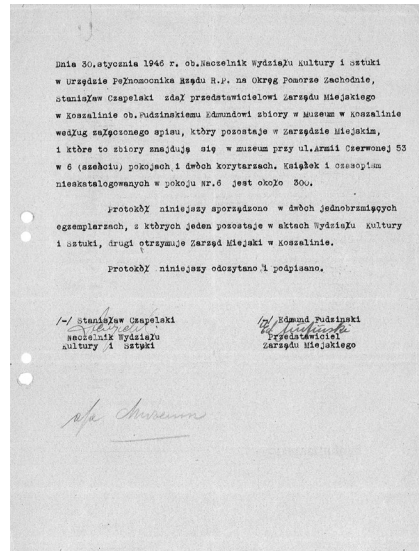 Dnia 30.stycznia 1946 r. ob.Naczelnik Wydziału Kultury i Sztuki
w Urzędzie Pełnomocnika Rządu R.P. na Okręg Pomorze Zachodnie,
Stanisław Czapelski zdał przedstawicielowi Zarządu Miejskiego
w Koszalinie ob.Fudzinskiemu Edmundowi zbiory w Muzeum w Koszalinie
według załączonego spisu, który pozostaje w Zarządzie Miejskim,
i które to zbiory znajdują się w muzeum przy ul.Armii Czerwonej 53
w 6 (sześciu) pokojach i dwóch korytarzach. Książek i czasopism
nieskatalogowanych w pokoju Nr.6 jest około 300.
Protokół niniejszy sporządzono w dwóch jednobrzmiących
egzemplarzach, z których jeden pozostaje w aktach Wydziału Kultury
i Sztuki, drugi otrzymuje Zarząd Miejski w Koszalinie.
Protokół niniejszy odczytano i podpisano.
/-/ Stanisław Czapelski
Naczelnik Wydziału
Kultury i Sztuki
/-/ Edmund Fudzinski
Przedstawiciel
Zarządu Miejskiego
a/a Muzeum